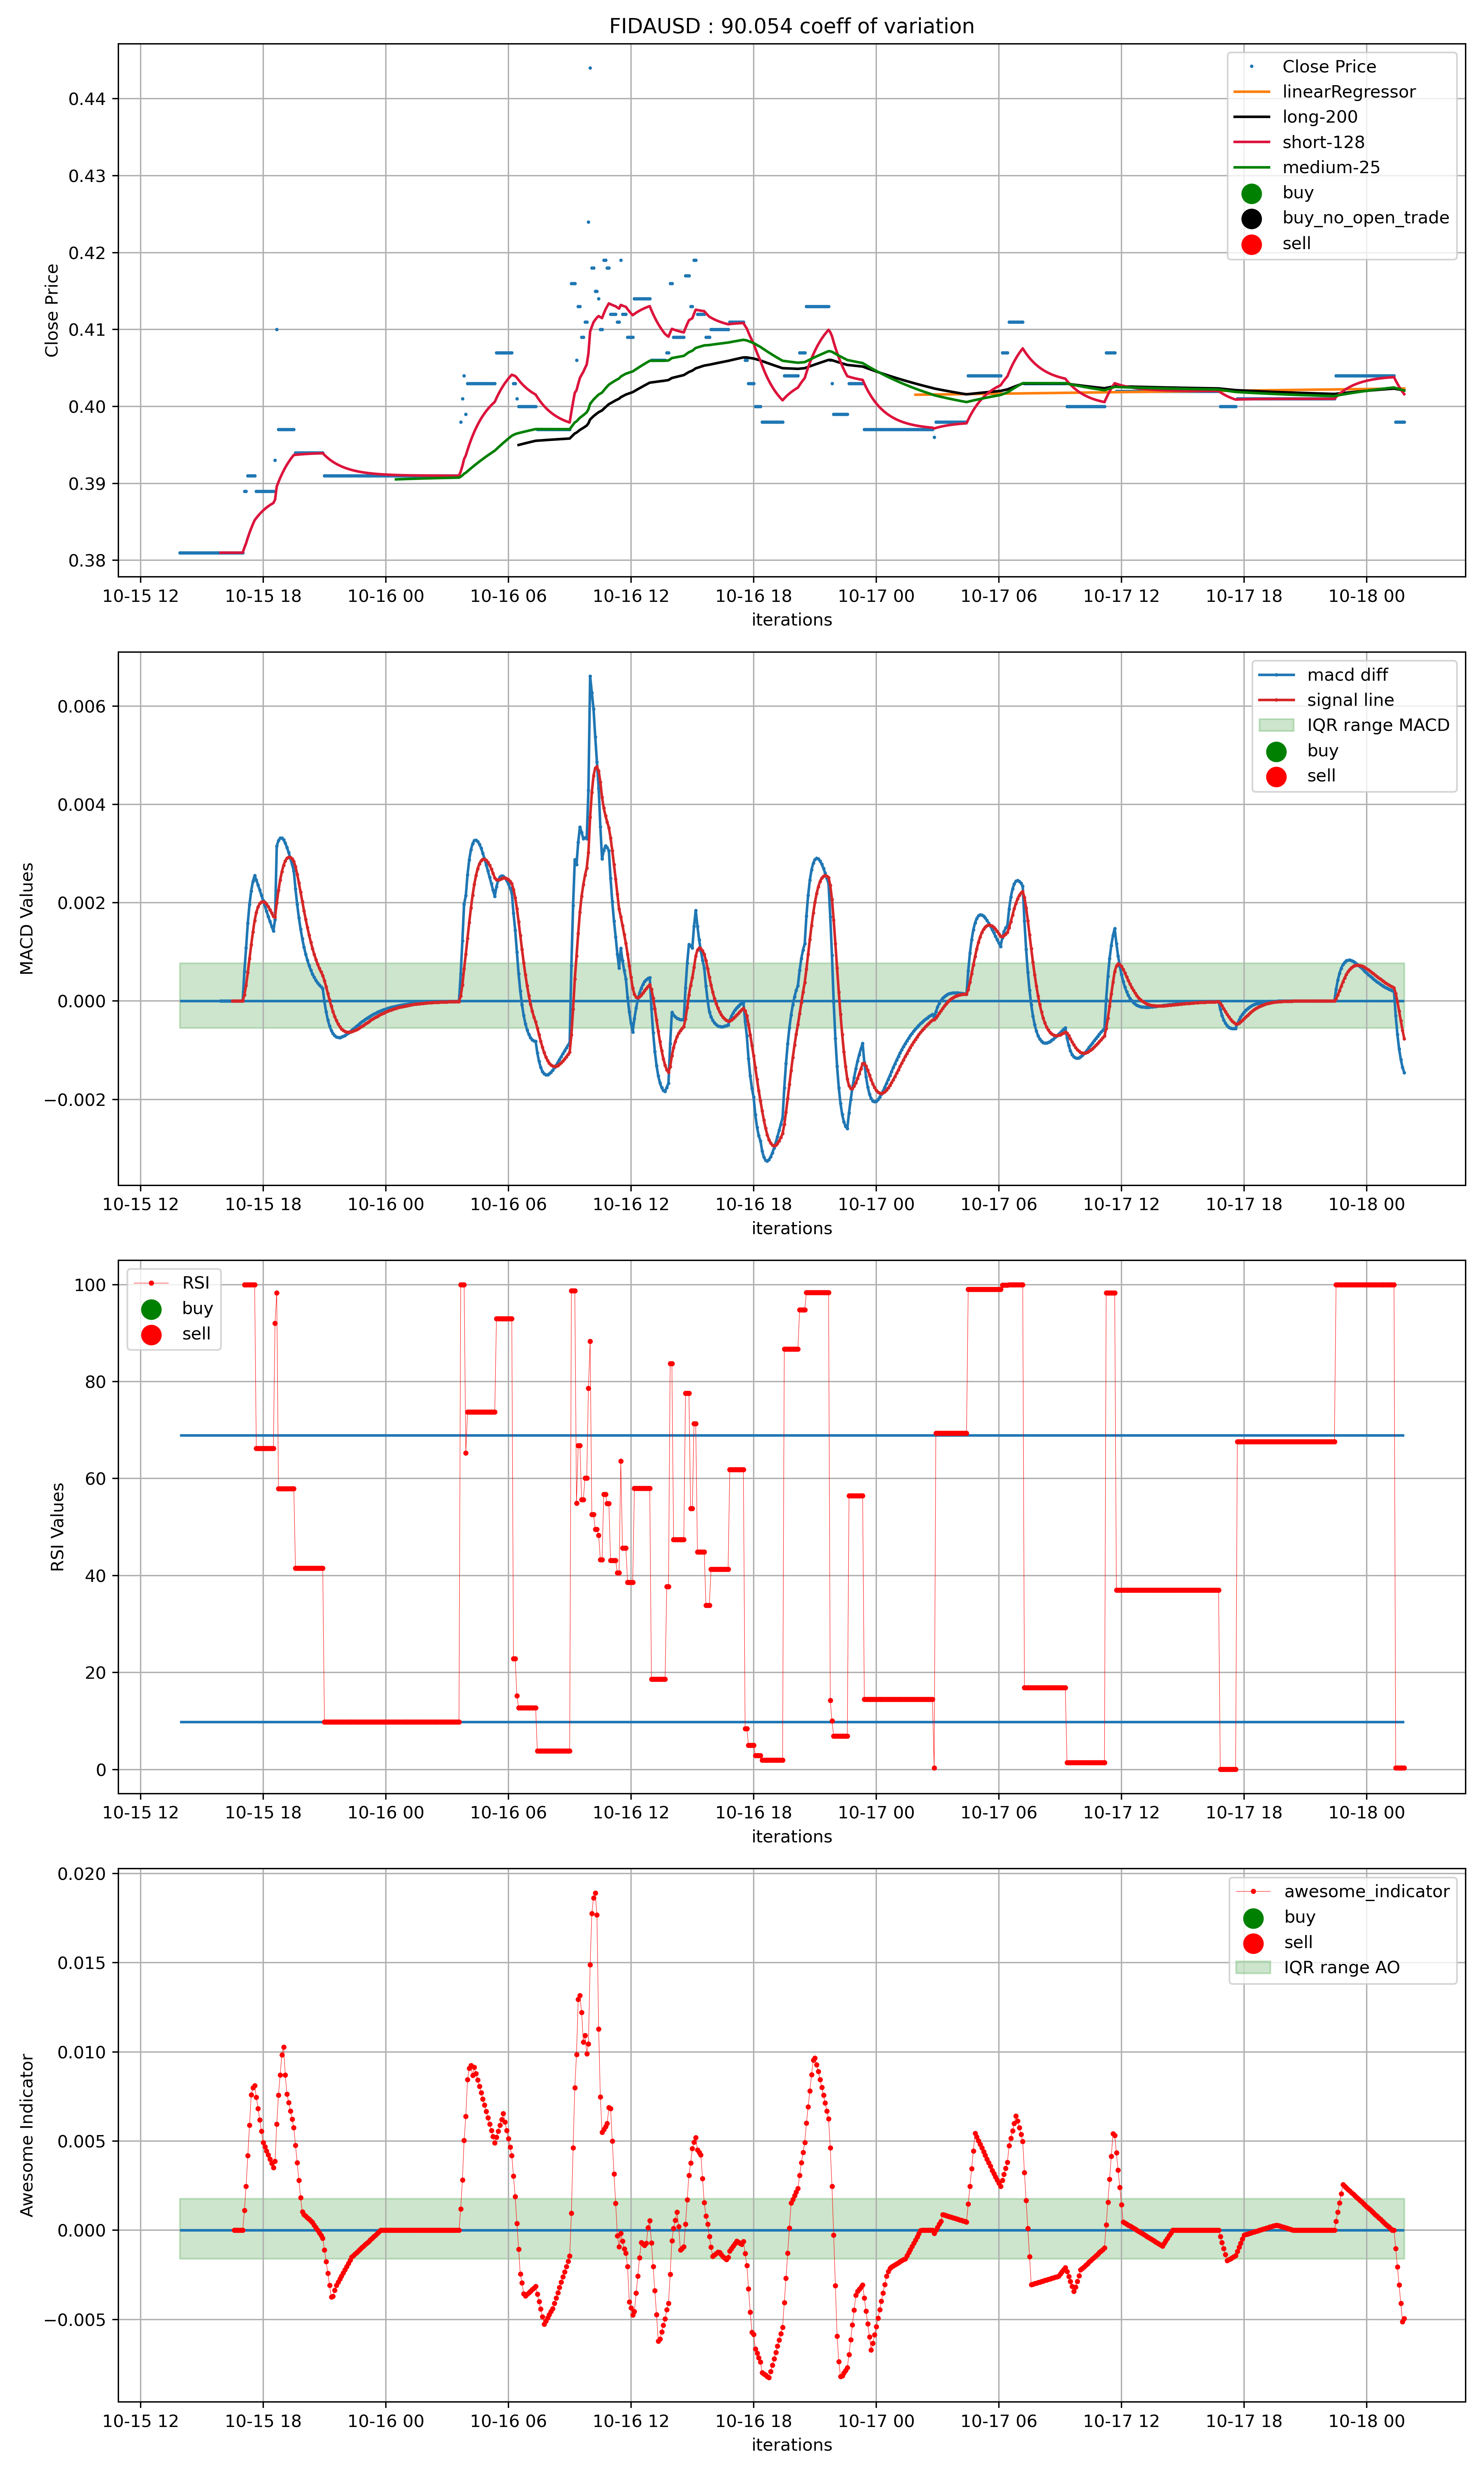 FIDAUSD : 90.054 coeff of variation
Close Price
linearRegressor
long-200
short-128
medium-25
buy
buy_no_open_trade
sell
0.44
0.43
0.42
0.41
0.40
0.39
0.38
Close Price
10-15 12 10-15 18 10-16 00 10-16 06 10-16 12 10-16 18 10-17 00 10-17 06 10-17 12 10-17 18 10-18 00
iterations
macd diff
signal line
IQR range MACD
buy
sell
0.006
0.004
0.002
0.000
−0.002
MACD Values
10-15 12 10-15 18 10-16 00 10-16 06 10-16 12 10-16 18 10-17 00 10-17 06 10-17 12 10-17 18 10-18 00
iterations
RSI
buy
sell
100
80
60
40
20
0
RSI Values
10-15 12 10-15 18 10-16 00 10-16 06 10-16 12 10-16 18 10-17 00 10-17 06 10-17 12 10-17 18 10-18 00
iterations
awesome_indicator
buy
sell
IQR range AO
0.020
0.015
0.010
0.005
0.000
−0.005
Awesome Indicator
10-15 12 10-15 18 10-16 00 10-16 06 10-16 12 10-16 18 10-17 00 10-17 06 10-17 12 10-17 18 10-18 00
iterations